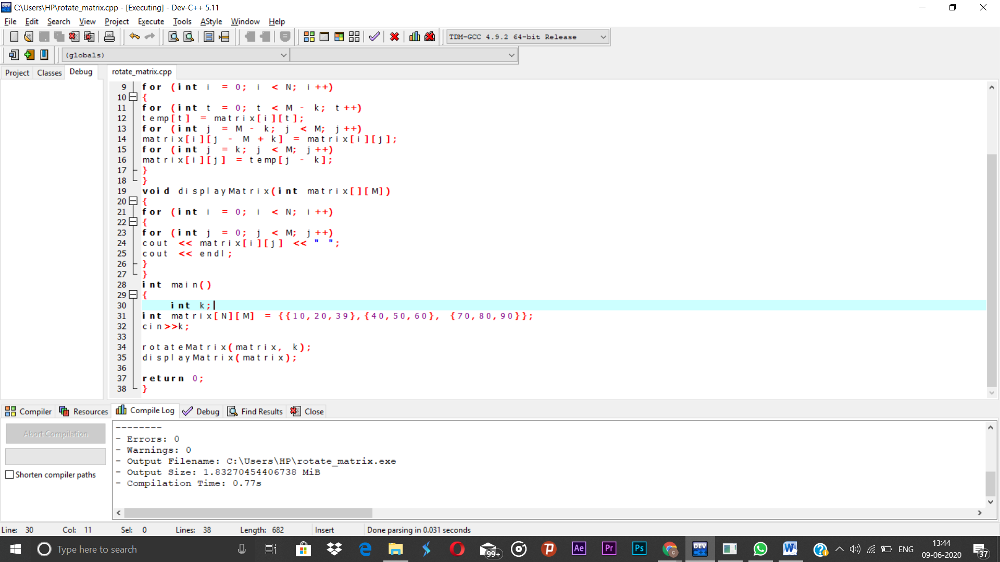 C:\Users\HP\rotate_matrix.cpp - [Executing] - Dev-C++ 5.11
File Edit Search View Project Execute Tools AStyle Window Help
TDM-GCC 4.9.2 64-bit Release
(globals)
Project Classes Debug rotate_matrix.cpp
9 for (int i = 0; i < N; i++)
10 {
11 for (int t = 0; t < M - k; t++)
12 temp[t] = matrix[i][t];
13 for (int j = M - k; j < M; j++)
14 matrix[i][j - M + k] = matrix[i][j];
15 for (int j = k; j < M; j++)
16 matrix[i][j] = temp[j - k];
17 }
18 }
19 void displayMatrix(int matrix[][M])
20 {
21 for (int i = 0; i < N; i++)
22 {
23 for (int j = 0; j < M; j++)
24 cout << matrix[i][j] << " ";
25 cout << endl;
26 }
27 }
28 int main()
29 {
30 int k;
31 int matrix[N][M] = {{10,20,39},{40,50,60}, {70,80,90}};
32 cin>>k;
33
34 rotateMatrix(matrix, k);
35 displayMatrix(matrix);
36
37 return 0;
38 }
Compiler Resources Compile Log Debug Find Results Close
Abort Compilation
Shorten compiler paths
--------
- Errors: 0
- Warnings: 0
- Output Filename: C:\Users\HP\rotate_matrix.exe
- Output Size: 1.83270454406738 MiB
- Compilation Time: 0.77s
Line: 30 Col: 11 Sel: 0 Lines: 38 Length: 682 Insert Done parsing in 0.031 seconds
Type here to search
99+
Ae Pr Ps
DEV
ENG
13:44
09-06-2020
37